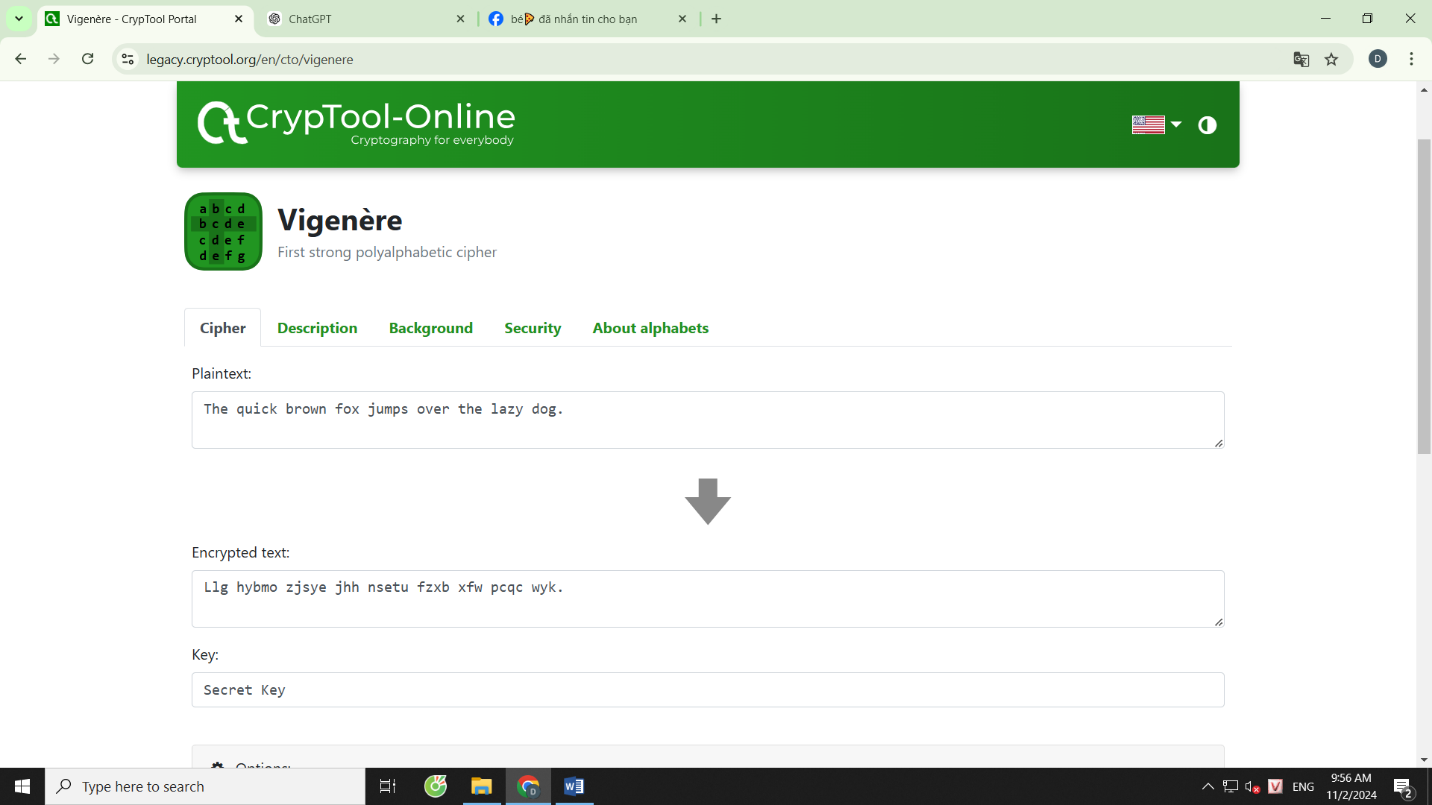 Vigenère - CrypTool Portal
ChatGPT
bé🍕 đã nhắn tin cho bạn
legacy.cryptool.org/en/cto/vigenere
D
CrypTool-Online
Cryptography for everybody
a b c d
b c d e
c d e f
d e f g
Vigenère
First strong polyalphabetic cipher
Cipher Description Background Security About alphabets
Plaintext:
The quick brown fox jumps over the lazy dog.
Encrypted text:
Llg hybmo zjsye jhh nsetu fzxb xfw pcqc wyk.
Key:
Secret Key
Options:
Type here to search
V ENG
9:56 AM
11/2/2024
2